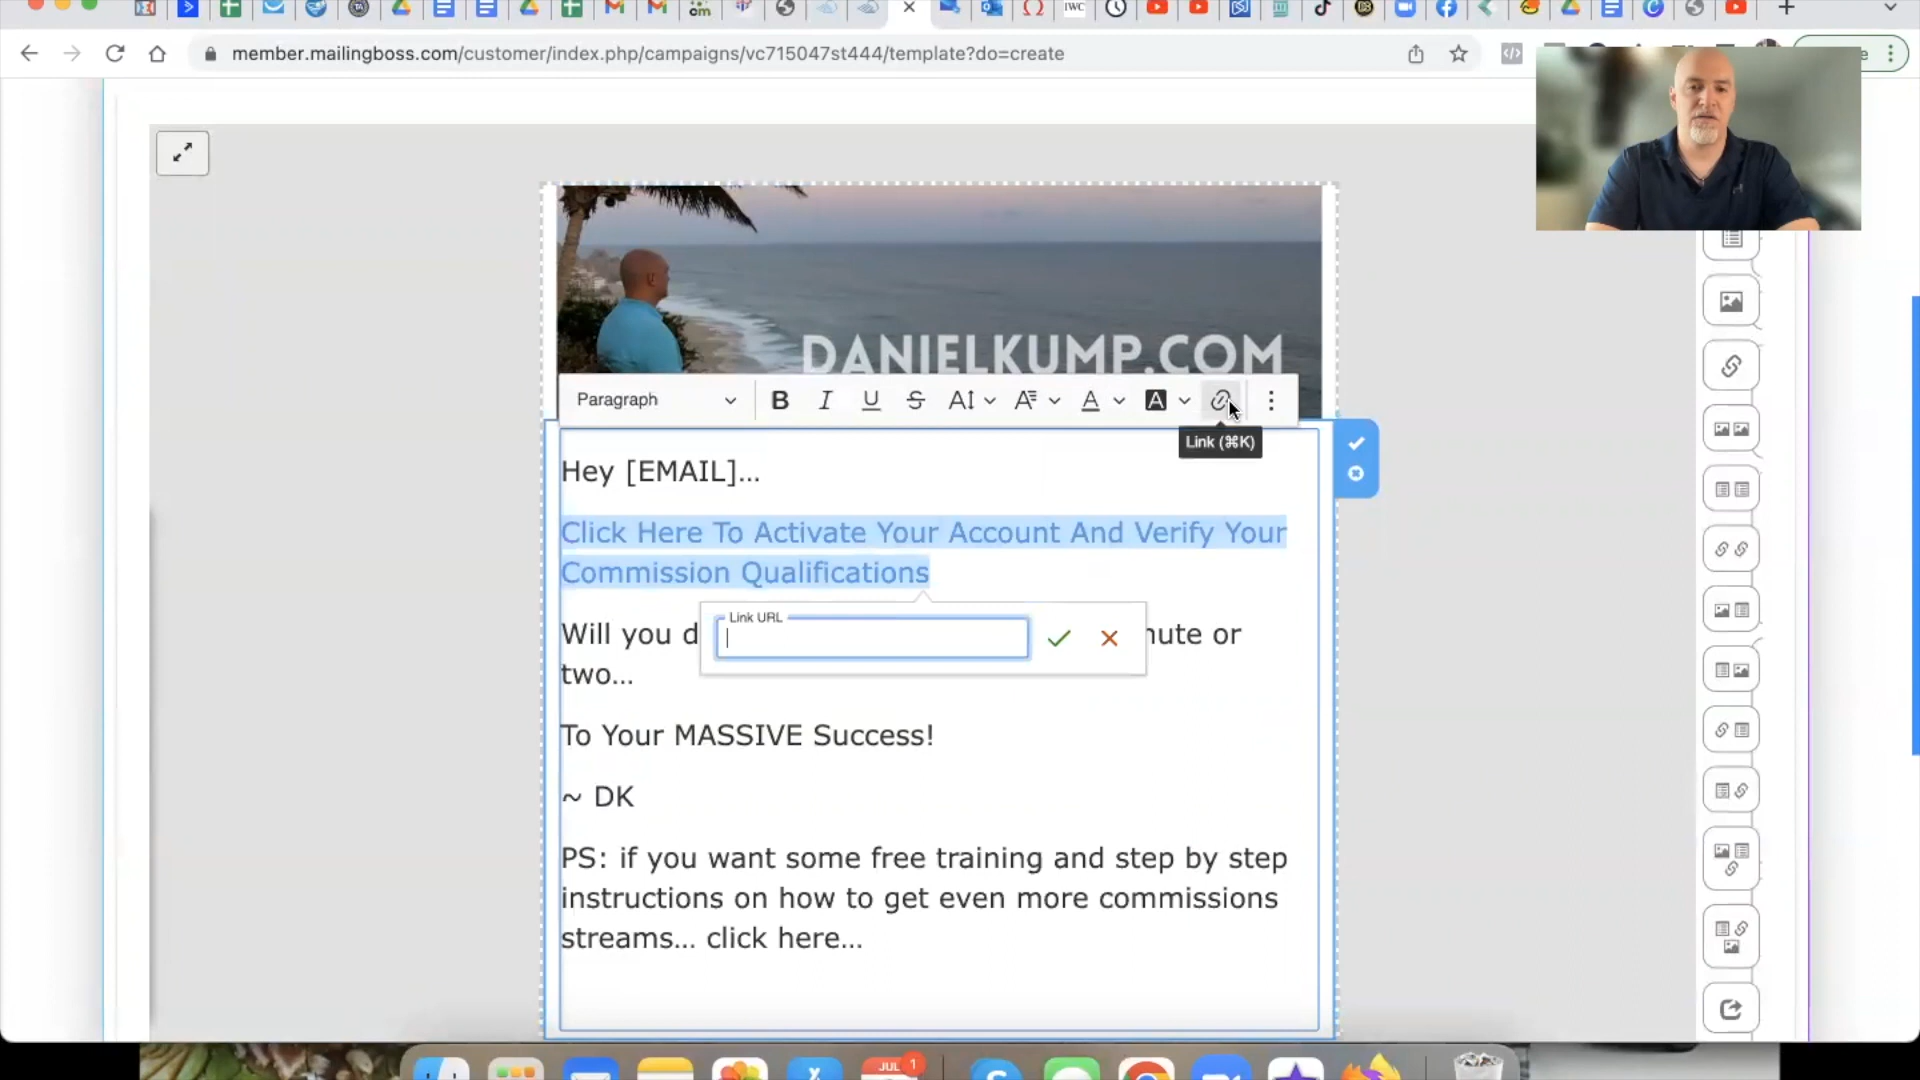 member.mailingboss.com/customer/index.php/campaigns/vc715047st444/template?do=create
DANIELKUMP.COM
Paragraph
Link (⌘K)
Hey [EMAIL]...
Click Here To Activate Your Account And Verify Your
Commission Qualifications
Link URL
Will you d
nute or
two...
To Your MASSIVE Success!
~ DK
PS: if you want some free training and step by step
instructions on how to get even more commissions
streams... click here...
JUL
1